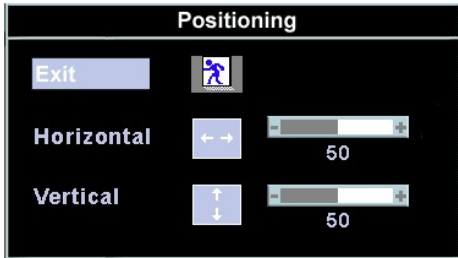 Positioning
Exit
Horizontal
- +
50
Vertical
- +
50